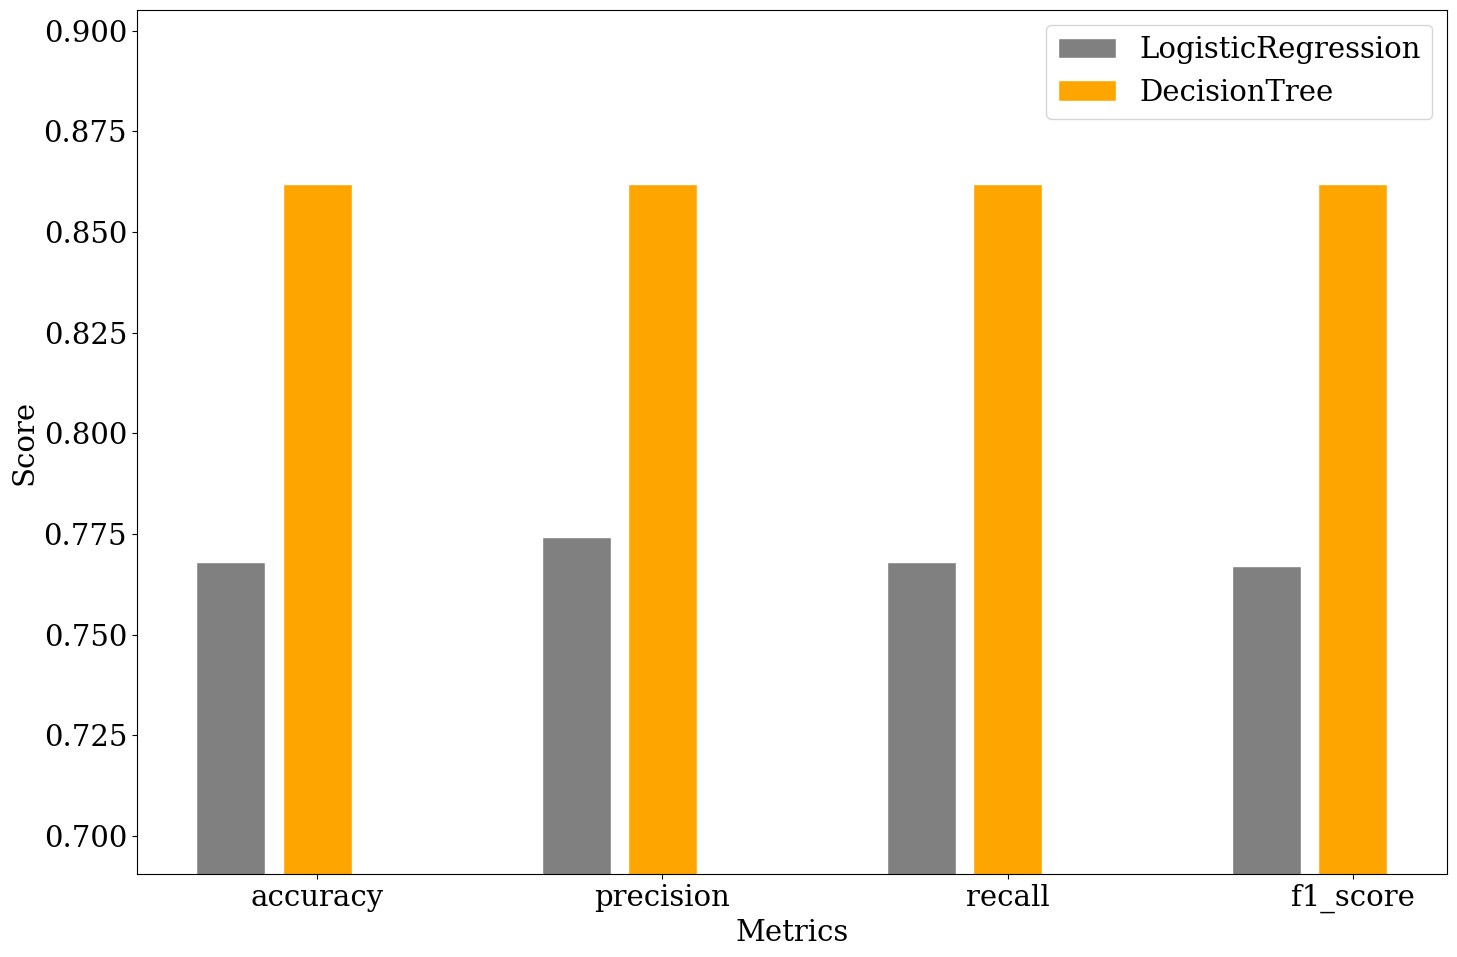 0.900
0.875
0.850
0.825
0.800
0.775
0.750
0.725
0.700
Score
LogisticRegression
DecisionTree
accuracy precision recall f1_score
Metrics